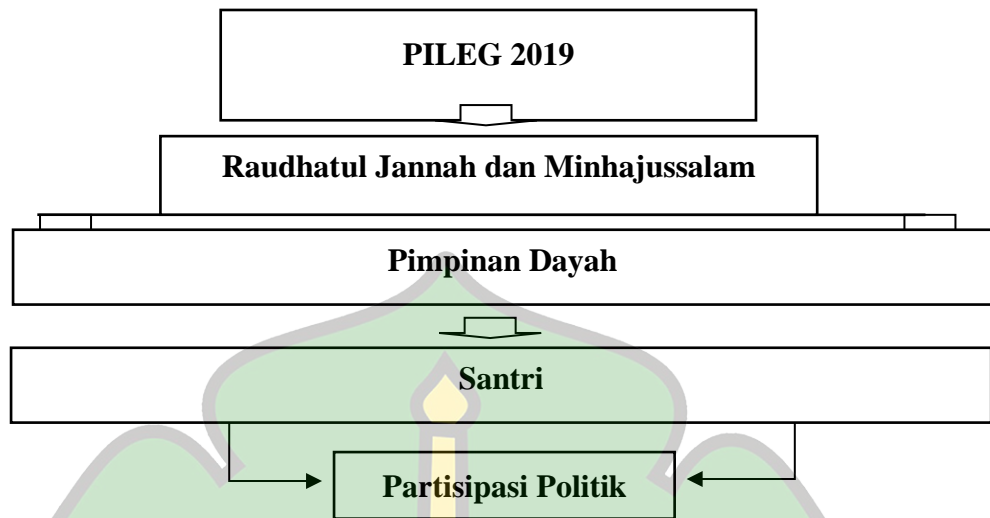 PILEG 2019
Raudhatul Jannah dan Minhajussalam
Pimpinan Dayah
Santri
Partisipasi Politik